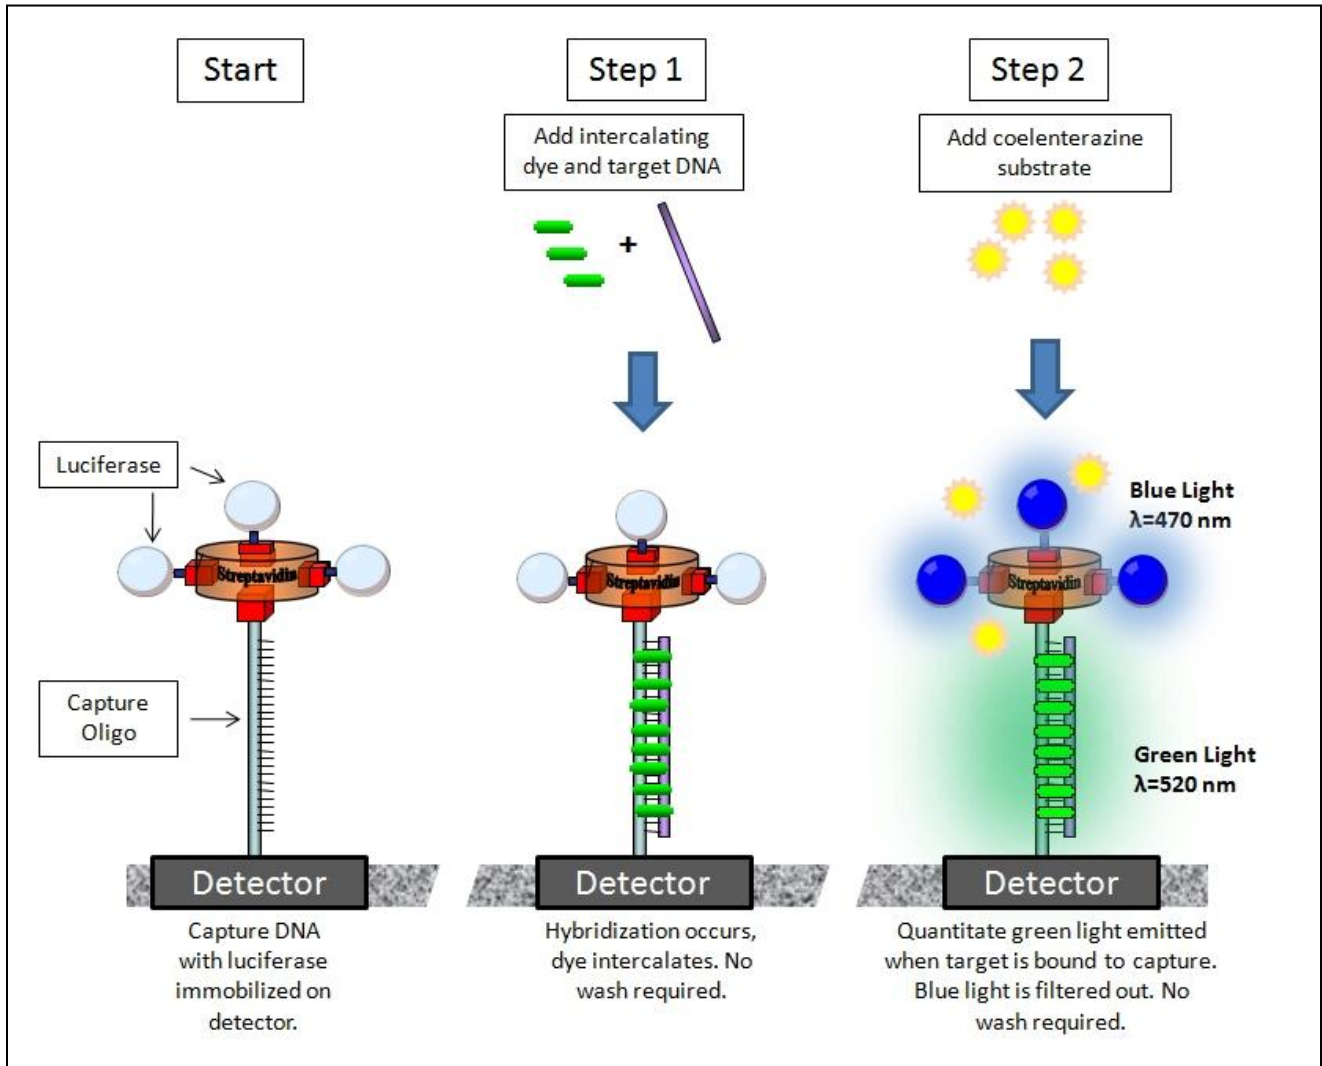 Start
Step 1
Step 2
Add intercalating
dye and target DNA
Add coelenterazine
substrate
+
Luciferase
Blue Light
λ=470 nm
Streptavidin
Streptavidin
Streptavidin
Capture
Oligo
Green Light
λ=520 nm
Detector
Detector
Detector
Capture DNA
with luciferase
immobilized on
detector.
Hybridization occurs,
dye intercalates. No
wash required.
Quantitate green light emitted
when target is bound to capture.
Blue light is filtered out. No
wash required.